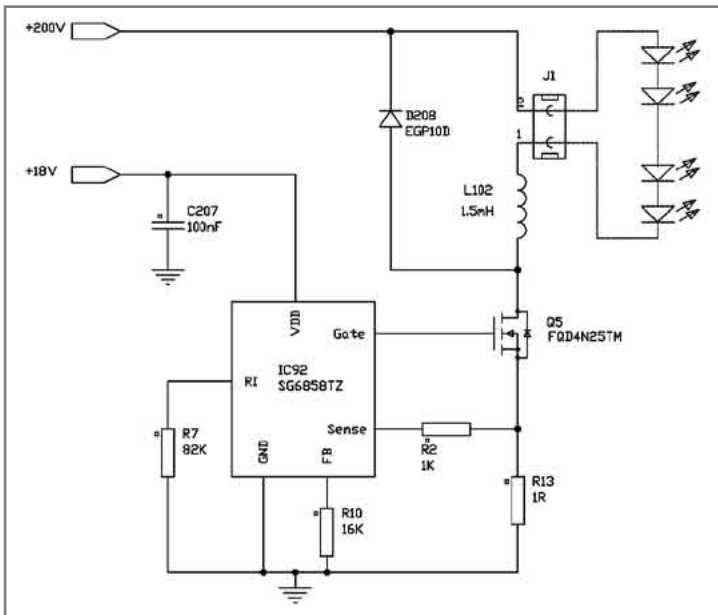 +200V
J1
2
D208
EGP10D
1
+18V
L102
1.5mH
C207
100nF
VDD
Gate
Q5
FQD4N25TM
IC92
SG6858TZ
RI
R7
82K
Sense
GND
FB
R2
1K
R13
1R
R10
16K